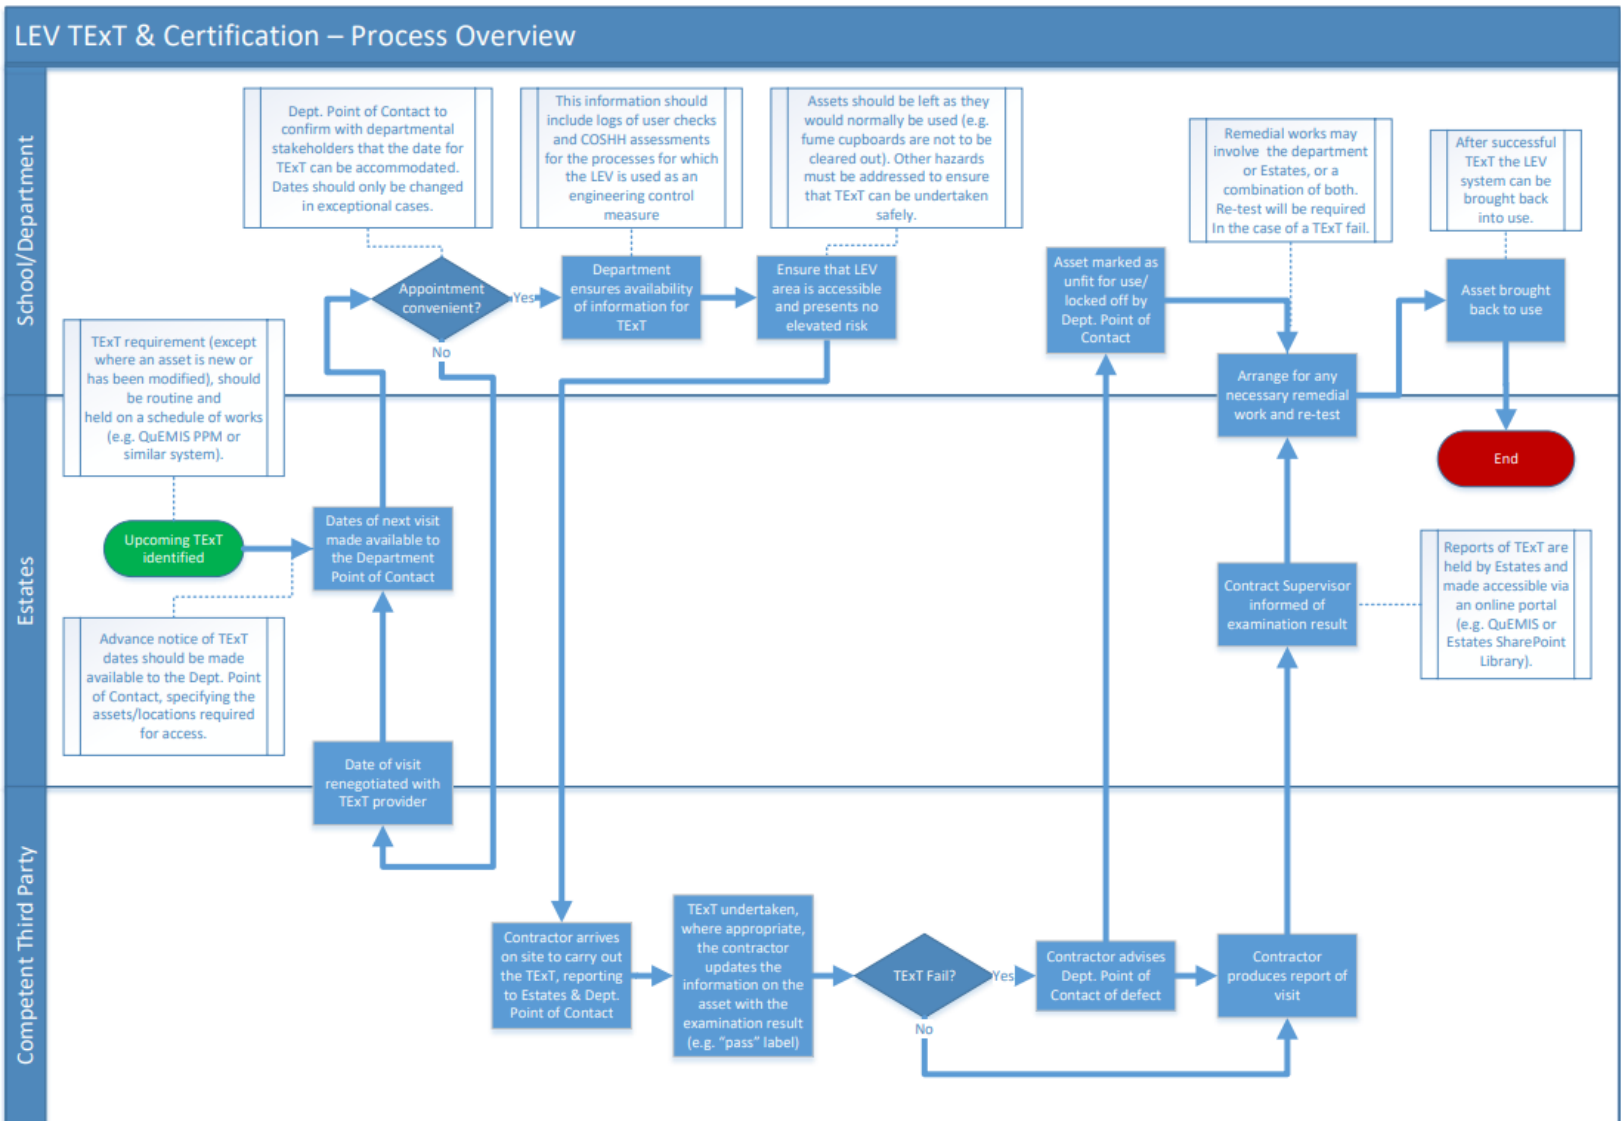 LEV TExT & Certification – Process Overview
School/Department
Dept. Point of Contact to
confirm with departmental
stakeholders that the date for
TExT can be accommodated.
Dates should only be changed
in exceptional cases.
This information should
include logs of user checks
and COSHH assessments
for the processes for which
the LEV is used as an
engineering control
measure
Assets should be left as they
would normally be used (e.g.
fume cupboards are not to be
cleared out). Other hazards
must be addressed to ensure
that TExT can be undertaken
safely.
Remedial works may
involve the department
or Estates, or a
combination of both.
Re-test will be required
In the case of a TExT fail.
After successful
TExT the LEV
system can be
brought back
into use.
Appointment
convenient?
Yes
No
Department
ensures availability
of information for
TExT
Ensure that LEV
area is accessible
and presents no
elevated risk
Asset marked as
unfit for use/
locked off by
Dept. Point of
Contact
Asset brought
back to use
TExT requirement (except
where an asset is new or
has been modified), should
be routine and
held on a schedule of works
(e.g. QuEMIS PPM or
similar system).
Arrange for any
necessary remedial
work and re-test
End
Estates
Upcoming TExT
identified
Dates of next visit
made available to
the Department
Point of Contact
Contract Supervisor
informed of
examination result
Reports of TExT are
held by Estates and
made accessible via
an online portal
(e.g. QuEMIS or
Estates SharePoint
Library).
Advance notice of TExT
dates should be made
available to the Dept. Point
of Contact, specifying the
assets/locations required
for access.
Date of visit
renegotiated with
TExT provider
Competent Third Party
Contractor arrives
on site to carry out
the TExT, reporting
to Estates & Dept.
Point of Contact
TExT undertaken,
where appropriate,
the contractor
updates the
information on the
asset with the
examination result
(e.g. “pass” label)
TExT Fail?
Yes
No
Contractor advises
Dept. Point of
Contact of defect
Contractor
produces report of
visit